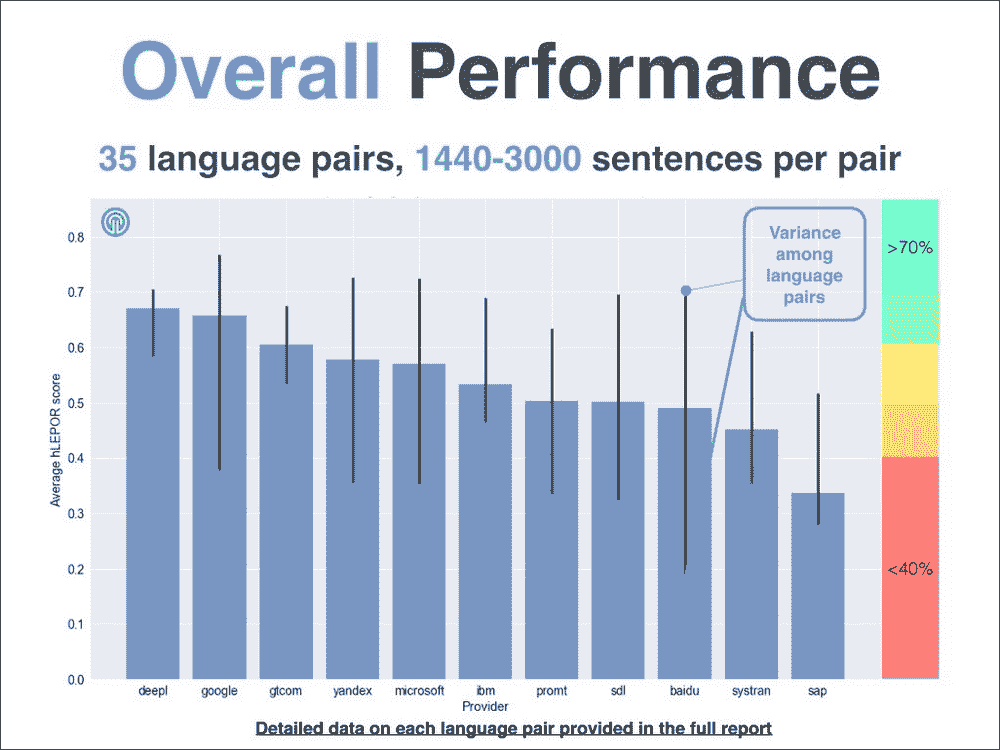 Overall Performance
35 language pairs, 1440-3000 sentences per pair
Variance
among
language
pairs
>70%
<40%
0.8
0.7
0.6
0.5
0.4
0.3
0.2
0.1
0.0
Average hLEPOR score
deepl google gtcom yandex microsoft ibm promt sdl baidu systran sap
Provider
Detailed data on each language pair provided in the full report